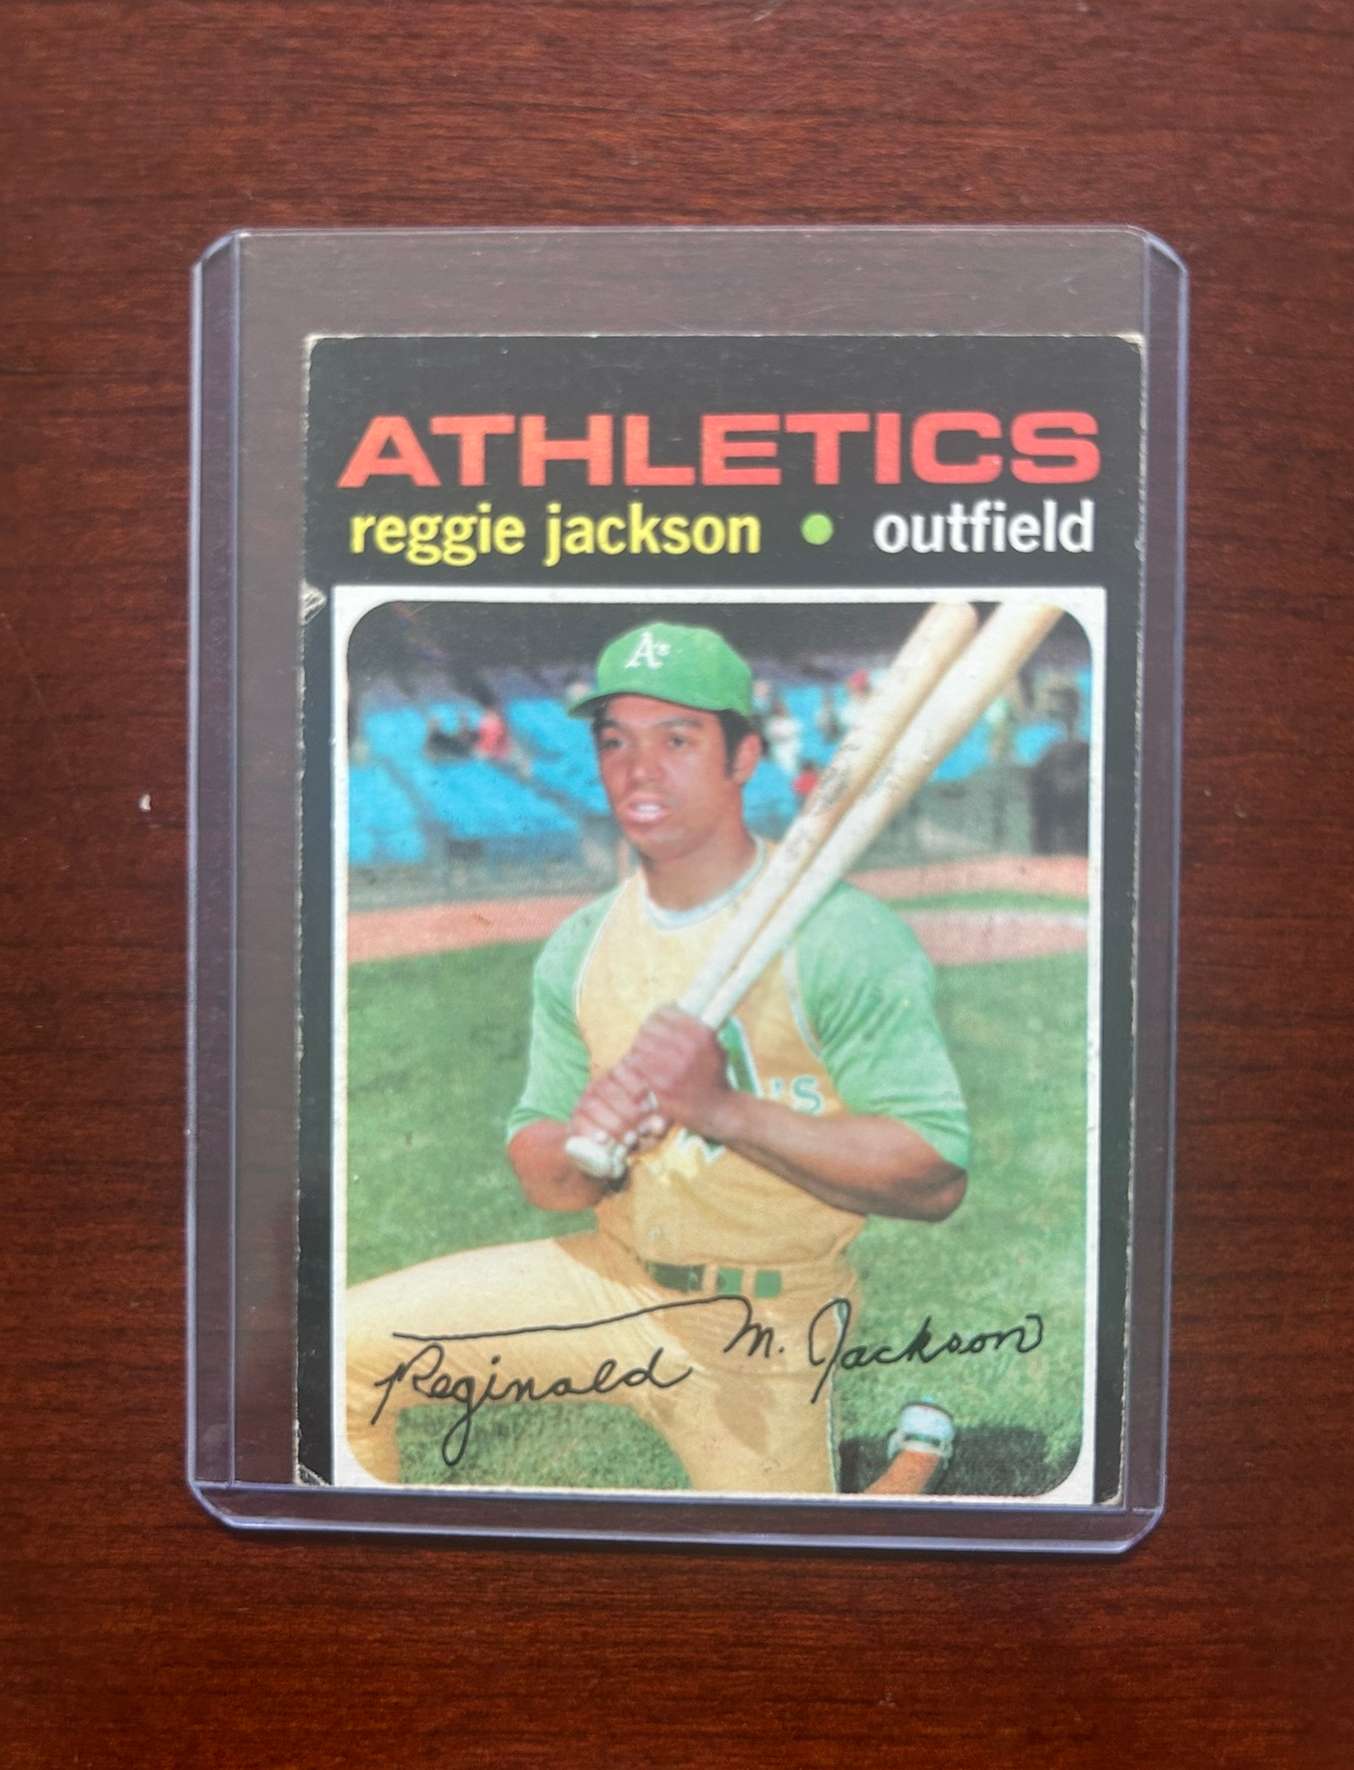 ATHLETICS
reggie jackson • outfield
A's
's
Reginald M. Jackson